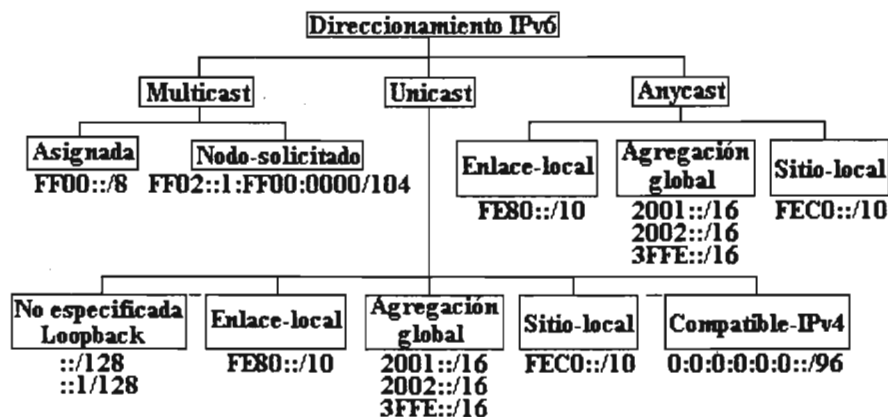 Direccionamiento IPv6
Multicast
Unicast
Anycast
Asignada
FF00::/8
Nodo-solicitado
FF02::1:FF00:0000/104
Enlace-local
FE80::/10
Agregación
global
2001::/16
2002::/16
3FFE::/16
Sitio-local
FEC0::/10
No especificada
Loopback
::/128
::1/128
Enlace-local
FE80::/10
Agregación
global
2001::/16
2002::/16
3FFE::/16
Sitio-local
FEC0::/10
Compatible-IPv4
0:0:0:0:0:0::/96